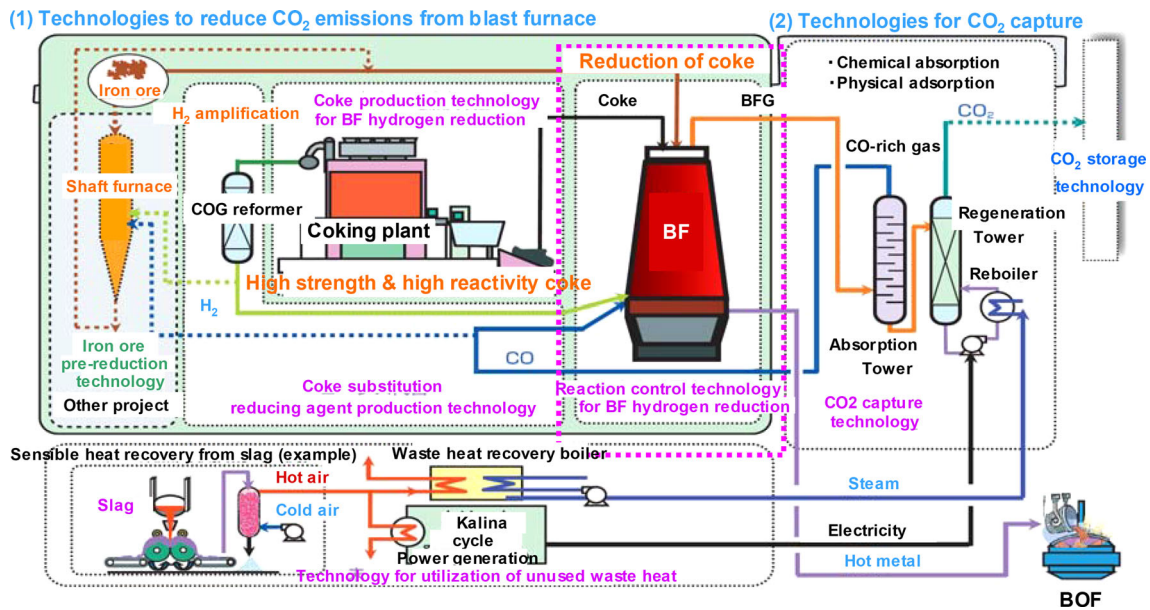 (1) Technologies to reduce CO₂ emissions from blast furnace
(2) Technologies for CO₂ capture
Iron ore
H₂ amplification
Coke production technology
for BF hydrogen reduction
Reduction of coke
Coke
BFG
・Chemical absorption
・Physical adsorption
CO₂
CO-rich gas
CO₂ storage
technology
Shaft furnace
COG reformer
Coking plant
BF
Regeneration
Tower
Reboiler
High strength & high reactivity coke
H₂
CO
Iron ore
pre-reduction
technology
Other project
Coke substitution
reducing agent production technology
Reaction control technology
for BF hydrogen reduction
Absorption
Tower
CO2 capture
technology
Sensible heat recovery from slag (example)
Waste heat recovery boiler
Slag
Hot air
Cold air
Steam
Kalina
cycle
Power generation
Electricity
Hot metal
Technology for utilization of unused waste heat
BOF